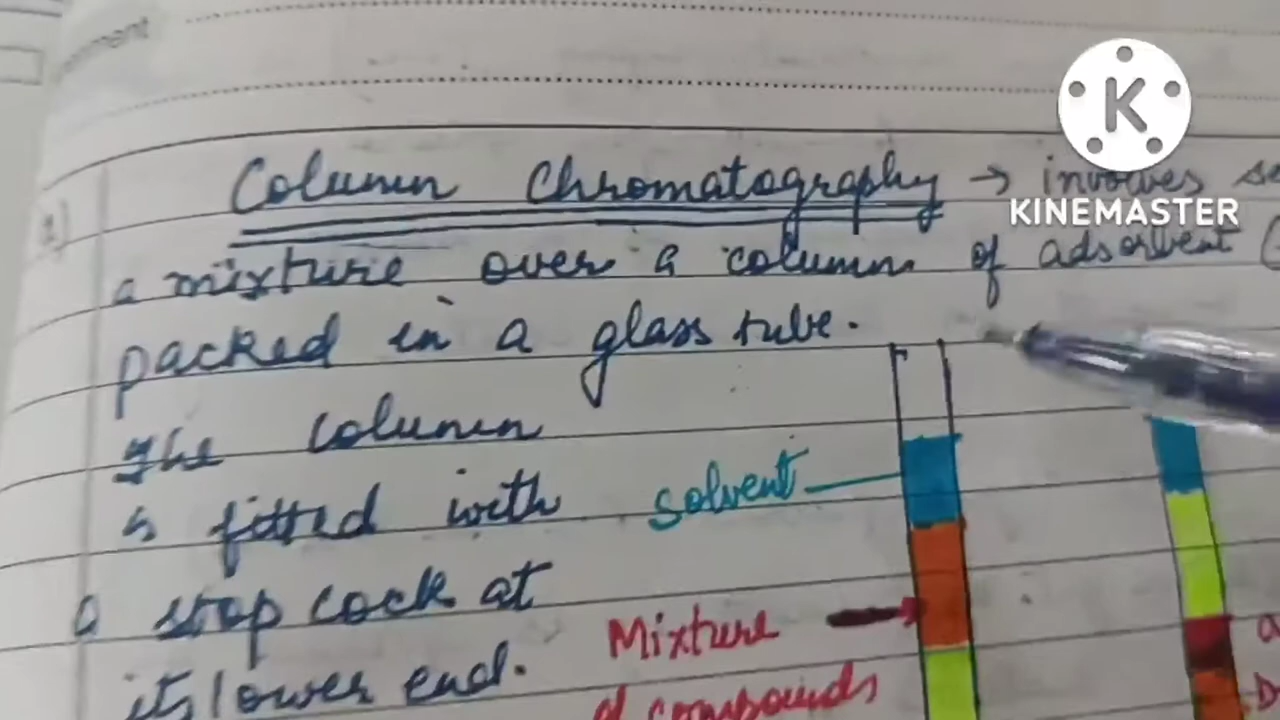 Column Chromatography → involves se
a mixture over a column of adsorbent (
packed in a glass tube.
The column
is fitted with
a stop cock at
its lower end.
solvent
Mixture
of compounds
a
b
K
KINEMASTER